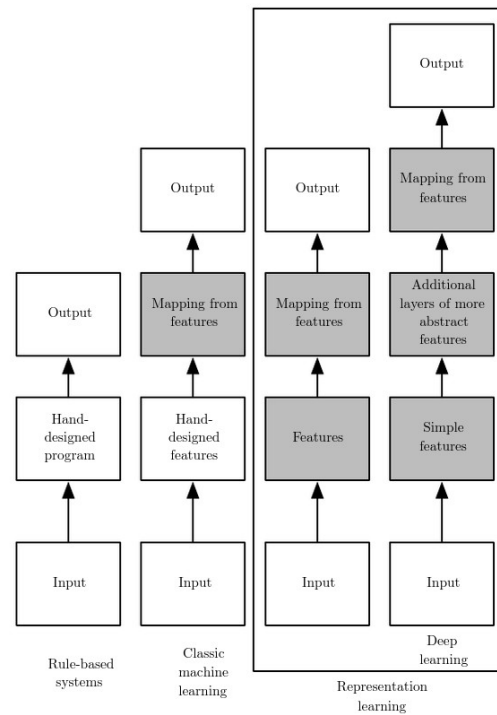 Output
Mapping from
features
Additional
layers of more
abstract
features
Simple
features
Input
Deep
learning
Output
Mapping from
features
Features
Input
Representation
learning
Output
Mapping from
features
Hand-
designed
features
Input
Classic
machine
learning
Output
Hand-
designed
program
Input
Rule-based
systems